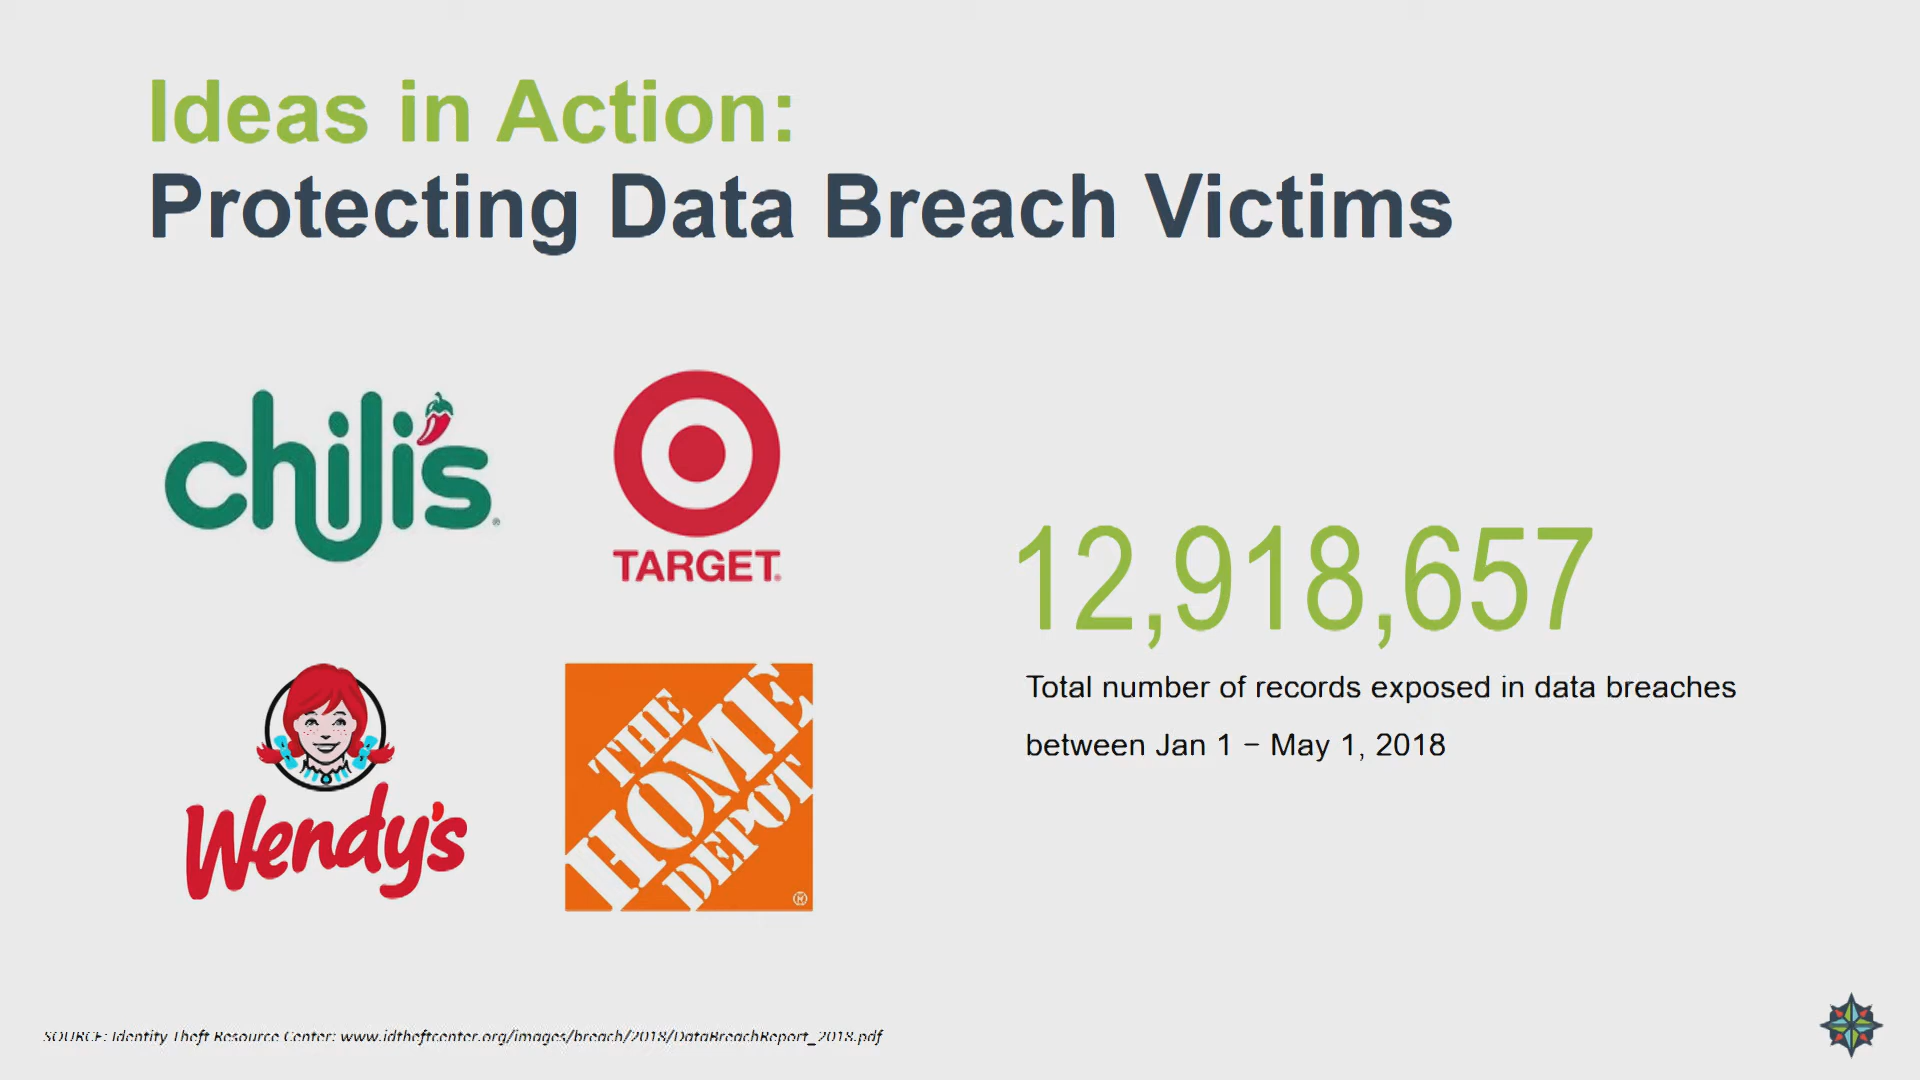 Ideas in Action:
Protecting Data Breach Victims
chili's
TARGET
12,918,657
Total number of records exposed in data breaches
between Jan 1 – May 1, 2018
Wendy's
THE
HOME
DEPOT
SOURCE: Identity Theft Resource Center: www.idtheftcenter.org/images/breach/2018/DataBreachReport_2018.pdf